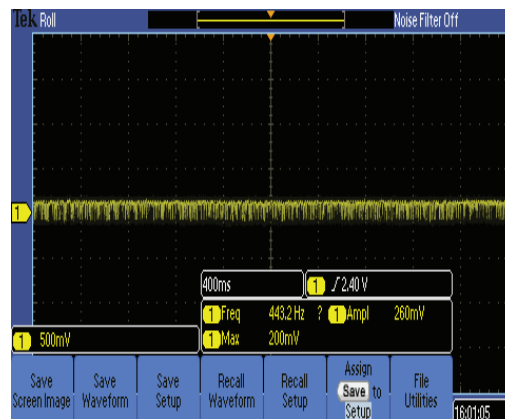 Tek Roll Noise Filter Off
1
400ms 1 2.40 V
1 Freq 443.2 Hz ? 1 Ampl 260mV
1 Max 200mV
1 500mV
Save Screen Image
Save Waveform
Save Setup
Recall Waveform
Recall Setup
Assign Save to Setup
File Utilities
16:01:05